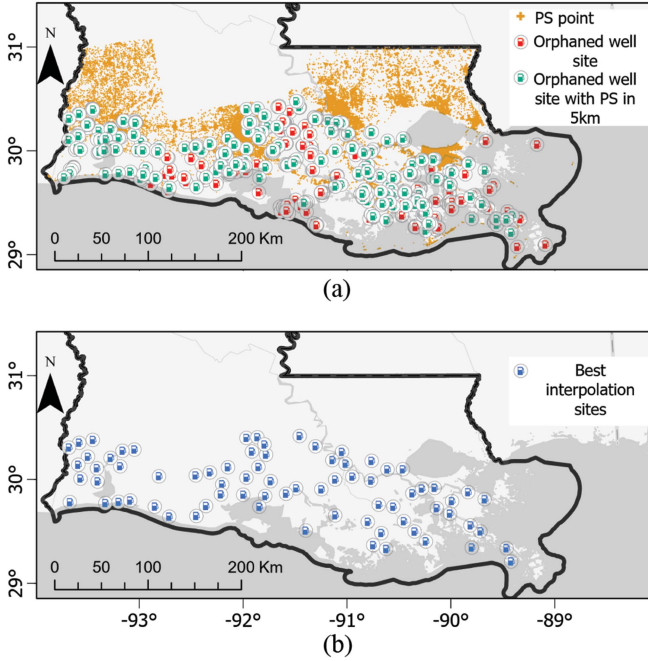 31°
30°
29°
N
PS point
Orphaned well
site
Orphaned well
site with PS in
5km
0 50 100 200 Km
(a)
31°
30°
29°
N
Best
interpolation
sites
0 50 100 200 Km
-93° -92° -91° -90° -89°
(b)